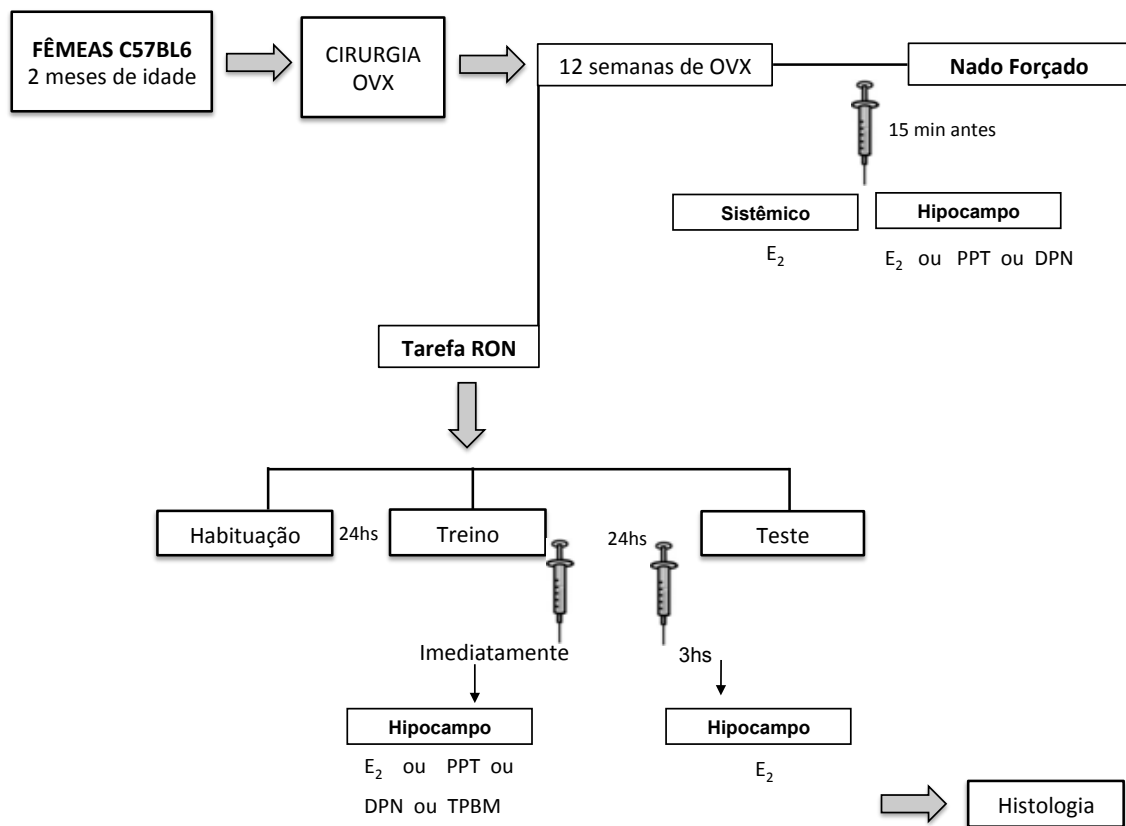 FÊMEAS C57BL6
2 meses de idade
CIRURGIA
OVX
12 semanas de OVX
Nado Forçado
15 min antes
Sistêmico
Hipocampo
E₂
E₂ ou PPT ou DPN
Tarefa RON
Habituação
24hs
Treino
24hs
Teste
Imediatamente
3hs
Hipocampo
Hipocampo
E₂ ou PPT ou
DPN ou TPBM
E₂
Histologia